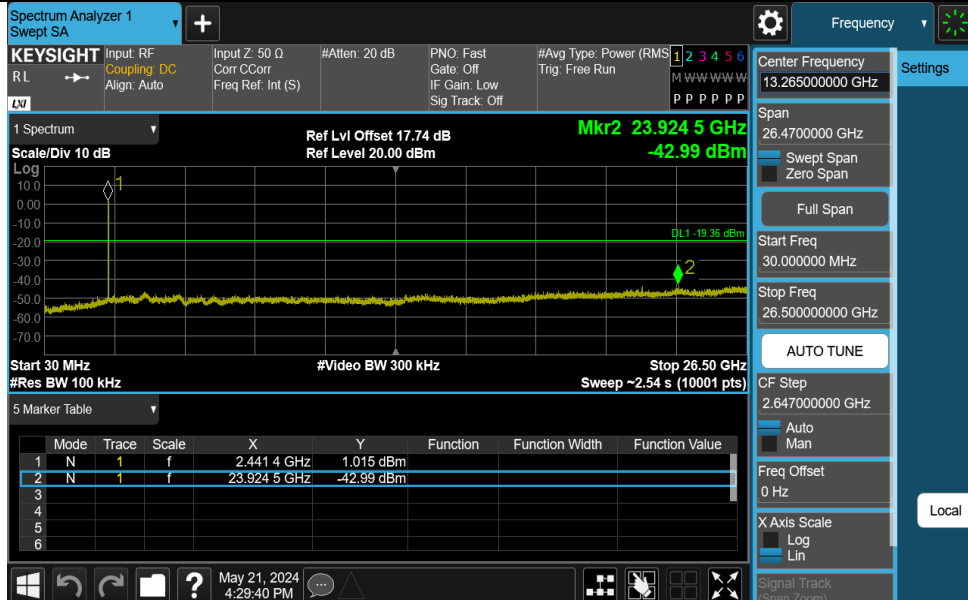 Spectrum Analyzer 1
Swept SA
+
Frequency
KEYSIGHT
R L
LXI
Input: RF
Coupling: DC
Align: Auto
Input Z: 50 Ω
Corr CCorr
Freq Ref: Int (S)
#Atten: 20 dB
PNO: Fast
Gate: Off
IF Gain: Low
Sig Track: Off
#Avg Type: Power (RMS
Trig: Free Run
1 2 3 4 5 6
M W W W W W
P P P P P P
1 Spectrum
Scale/Div 10 dB
Ref Lvl Offset 17.74 dB
Ref Level 20.00 dBm
Mkr2 23.924 5 GHz
-42.99 dBm
Log
10.0
0.00
-10.0
-20.0
-30.0
-40.0
-50.0
-60.0
-70.0
1
DL1 -19.36 dBm
2
Start 30 MHz
#Video BW 300 kHz
Stop 26.50 GHz
#Res BW 100 kHz
Sweep ~2.54 s (10001 pts)
5 Marker Table
Mode Trace Scale X Y Function Function Width Function Value
1 N 1 f 2.441 4 GHz 1.015 dBm
2 N 1 f 23.924 5 GHz -42.99 dBm
3
4
5
6
?
May 21, 2024
4:29:40 PM
Center Frequency
13.265000000 GHz
Span
26.4700000 GHz
Swept Span
Zero Span
Full Span
Start Freq
30.000000 MHz
Stop Freq
26.500000000 GHz
AUTO TUNE
CF Step
2.647000000 GHz
Auto
Man
Freq Offset
0 Hz
X Axis Scale
Log
Lin
Signal Track
(Span Zoom)
Settings
Local